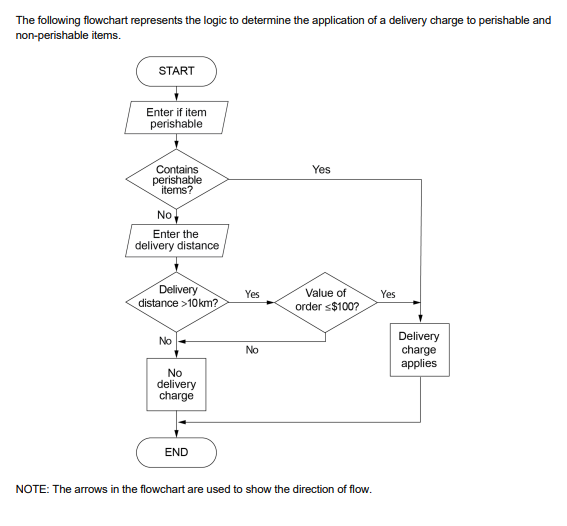 The following flowchart represents the logic to determine the application of a delivery charge to perishable and
non-perishable items.
START
Enter if item
perishable
Contains
perishable
items?
Yes
No
Enter the
delivery distance
Delivery
distance >10km?
Yes
Value of
order ≤$100?
Yes
No
No
Delivery
charge
applies
No
delivery
charge
END
NOTE: The arrows in the flowchart are used to show the direction of flow.